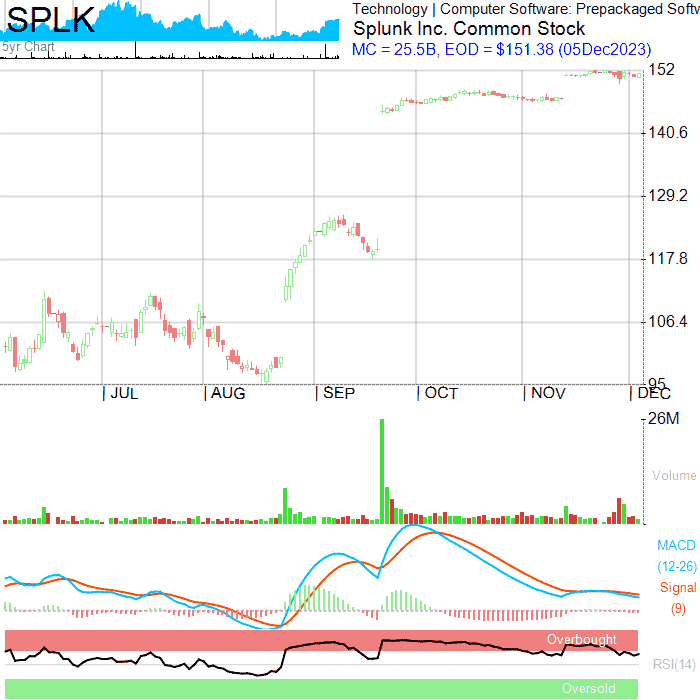 SPLK
5yr Chart
Technology | Computer Software: Prepackaged Softw
Splunk Inc. Common Stock
MC = 25.5B, EOD = $151.38 (05Dec2023)
152
140.6
129.2
117.8
106.4
95
JUL AUG SEP OCT NOV DEC
26M
Volume
MACD
(12-26)
Signal
(9)
Overbought
RSI(14)
Oversold